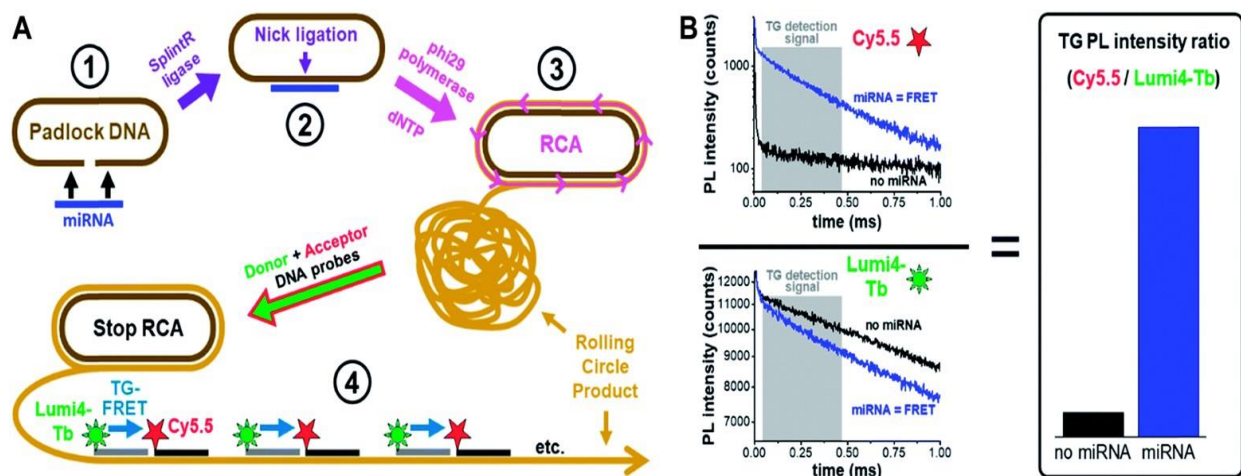 A
1
Padlock DNA
miRNA
SplintR
ligase
Nick ligation
2
phi29
polymerase
dNTP
3
RCA
Donor + Acceptor
DNA probes
Rolling
Circle
Product
Stop RCA
4
TG-
FRET
Lumi4-
Tb
Cy5.5
etc.
B
PL intensity (counts)
1000
100
TG detection
signal
Cy5.5
miRNA = FRET
no miRNA
0.00 0.25 0.50 0.75 1.00
time (ms)
PL intensity (counts)
12000
11000
10000
9000
8000
7000
TG detection
signal
Lumi4-
Tb
no miRNA
miRNA = FRET
0.00 0.25 0.50 0.75 1.00
time (ms)
=
TG PL intensity ratio
(Cy5.5 / Lumi4-Tb)
no miRNA miRNA